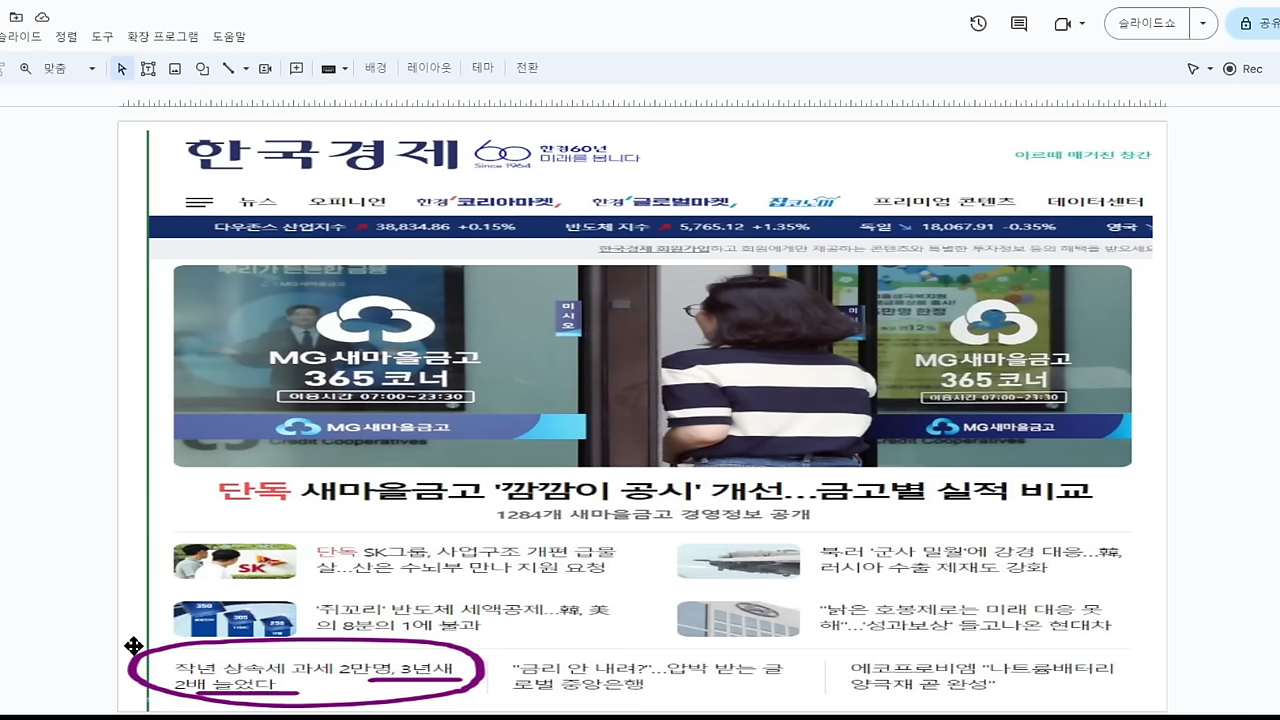 슬라이드 정렬 도구 확장 프로그램 도움말
슬라이드쇼
맞춤
배경 레이아웃 테마 전환
Rec
한국경제
Since 1964
한경60년
미래를 봅니다
아르떼 매거진 창간
뉴스 오피니언 한경 코리아마켓 한경 글로벌마켓 집코노미 프리미엄 콘텐츠 데이터센터
다우존스 산업지수 38,834.86 +0.15% 반도체 지수 5,765.12 +1.35% 독일 18,067.91 -0.35% 영국
한국경제 회원가입하고 회원에게만 제공하는 콘텐츠와 특별한 투자정보 등의 혜택을 받으세요
MG새마을금고
365코너
이용시간 07:00~23:30
MG새마을금고
Credit Cooperatives
미
시
오
MG새마을금고
365코너
이용시간 07:00~23:30
MG새마을금고
Credit Cooperatives
단독 새마을금고 '깜깜이 공시' 개선...금고별 실적 비교
1284개 새마을금고 경영정보 공개
SK
단독 SK그룹, 사업구조 개편 급물
살...산은 수뇌부 만나 지원 요청
북·러 '군사 밀월'에 강경 대응...韓,
러시아 수출 제재도 강화
350
305
255
'쥐꼬리' 반도체 세액공제...韓, 美
의 8분의 1에 불과
"낡은 호봉제로는 미래 대응 못
해"...'성과보상' 들고나온 현대차
작년 상속세 과세 2만명, 3년새
2배 늘었다
"금리 안 내려?"...압박 받는 글
로벌 중앙은행
에코프로비엠 "나트륨배터리
양극재 곧 완성"